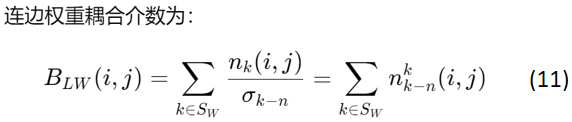 连边权重耦合介数为：
B_{LW}(i,j) = \sum_{k \in S_W} \frac{n_k(i,j)}{\sigma_{k-n}} = \sum_{k \in S_W} n_{k-n}^k(i,j) (11)